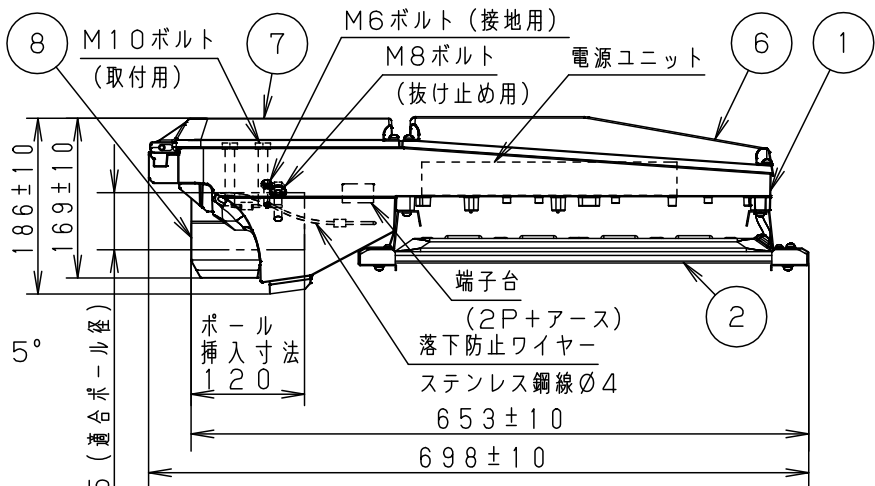 8
M10ボルト
(取付用)
7
M6ボルト(接地用)
M8ボルト
(抜け止め用)
電源ユニット
6
1
186±10
169±10
端子台
(2P+アース)
2
5°
(適合ポール径)
ポール
挿入寸法
120
落下防止ワイヤー
ステンレス鋼線Ø4
653±10
698±10